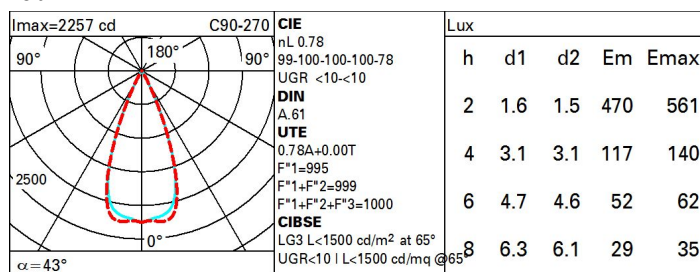 Imax=2257 cd
C90-270
180°
90°
90°
2500
0°
α=43°
CIE
nL 0.78
99-100-100-100-78
UGR <10-<10
DIN
A.61
UTE
0.78A+0.00T
F"1=995
F"1+F"2=999
F"1+F"2+F"3=1000
CIBSE
LG3 L<1500 cd/m² at 65°
UGR<10 | L<1500 cd/mq @65°
Lux
h d1 d2 Em Emax
2 1.6 1.5 470 561
4 3.1 3.1 117 140
6 4.7 4.6 52 62
8 6.3 6.1 29 35